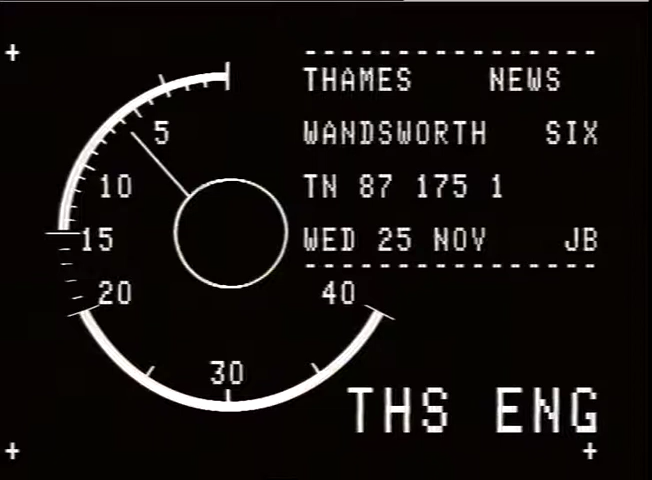 THAMES NEWS
WANDSWORTH SIX
TN 87 175 1
WED 25 NOV JB
5
10
15
20
30
40
THS ENG